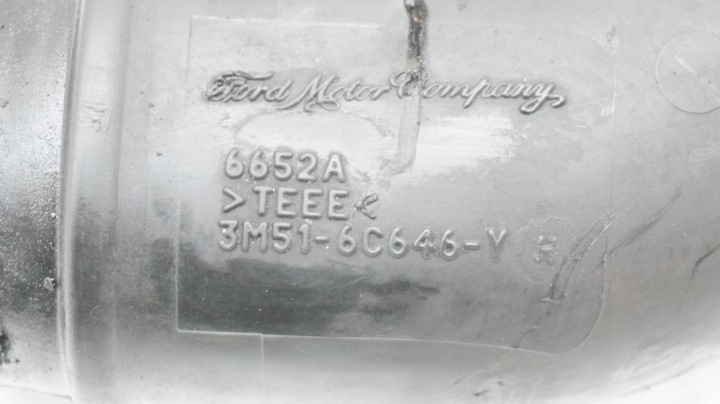 Ford Motor Company
6652A
>TEEE<
3M51-6C646-Y H